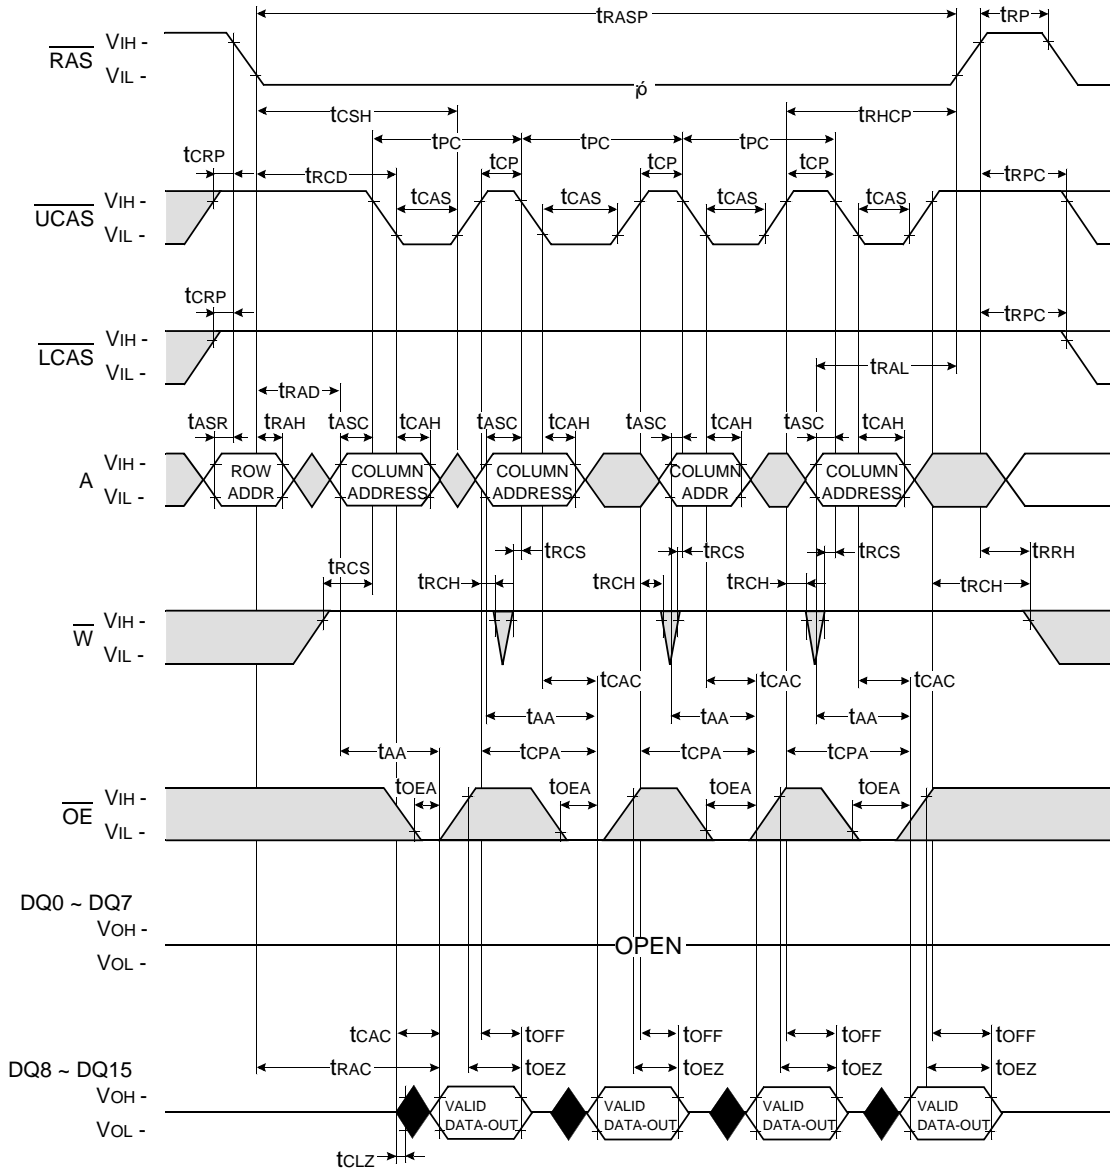 tRASP
tRP
RAS
VIH -
VIL -
¡ó
tCSH
tRHCP
tPC
tPC
tPC
tCRP
tCP
tCP
tCP
tRCD
tRPC
UCAS
VIH -
VIL -
tCAS
tCAS
tCAS
tCAS
tCRP
tRPC
LCAS
VIH -
VIL -
tRAL
tRAD
tASR
tRAH
tASC
tCAH
tASC
tCAH
tASC
tCAH
tASC
tCAH
A
VIH -
VIL -
ROW
ADDR
COLUMN
ADDRESS
COLUMN
ADDRESS
COLUMN
ADDR
COLUMN
ADDRESS
tRCS
tRCS
tRCS
tRRH
tRCS
tRCH
tRCH
tRCH
tRCH
W
VIH -
VIL -
tCAC
tCAC
tCAC
tAA
tAA
tAA
tAA
tCPA
tCPA
tCPA
tOEA
tOEA
tOEA
tOEA
OE
VIH -
VIL -
DQ0 ~ DQ7
VOH -
VOL -
OPEN
tCAC
tOFF
tOFF
tOFF
tOFF
tRAC
tOEZ
tOEZ
tOEZ
tOEZ
DQ8 ~ DQ15
VOH -
VOL -
VALID
DATA-OUT
VALID
DATA-OUT
VALID
DATA-OUT
VALID
DATA-OUT
tCLZ